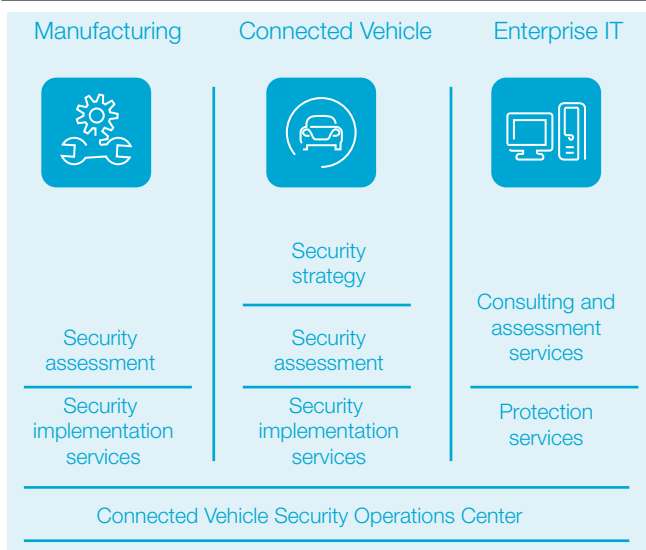 Manufacturing
Connected Vehicle
Enterprise IT
Security
assessment
Security
implementation
services
Security
strategy
Security
assessment
Security
implementation
services
Consulting and
assessment
services
Protection
services
Connected Vehicle Security Operations Center